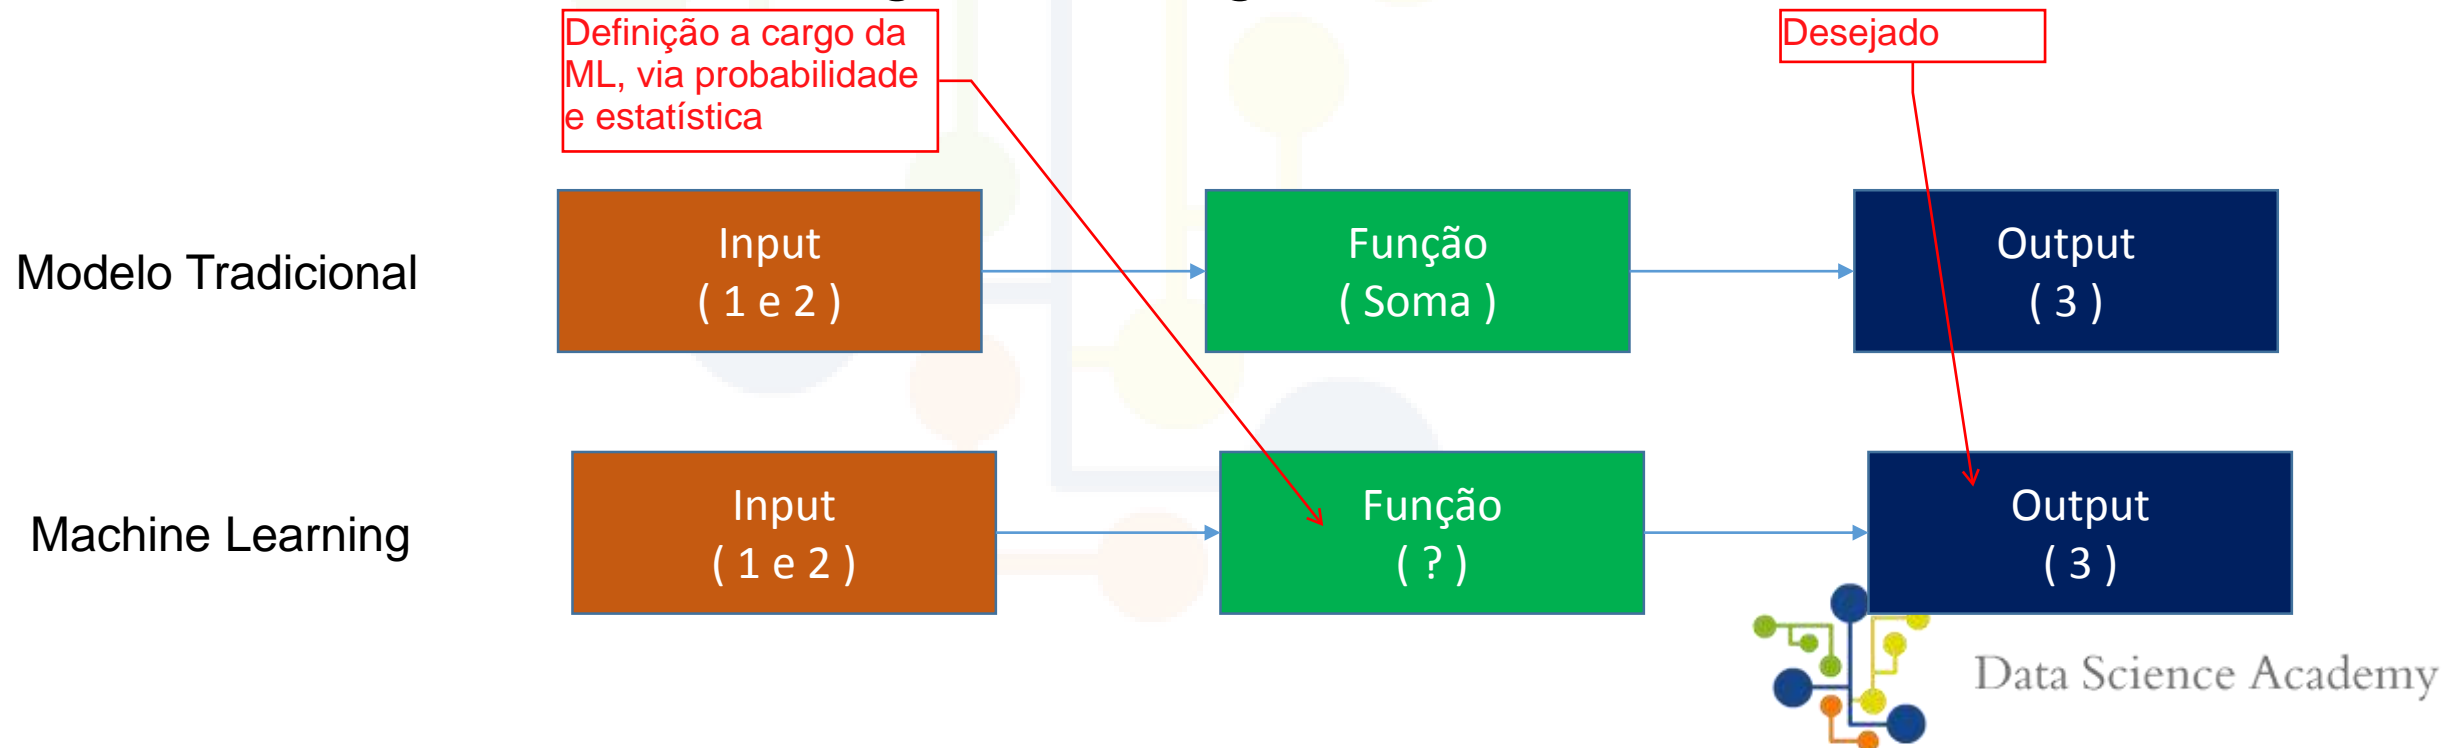 Definição a cargo da
ML, via probabilidade
e estatística
Desejado
Modelo Tradicional
Input
( 1 e 2 )
Função
( Soma )
Output
( 3 )
Machine Learning
Input
( 1 e 2 )
Função
( ? )
Output
( 3 )
Data Science Academy